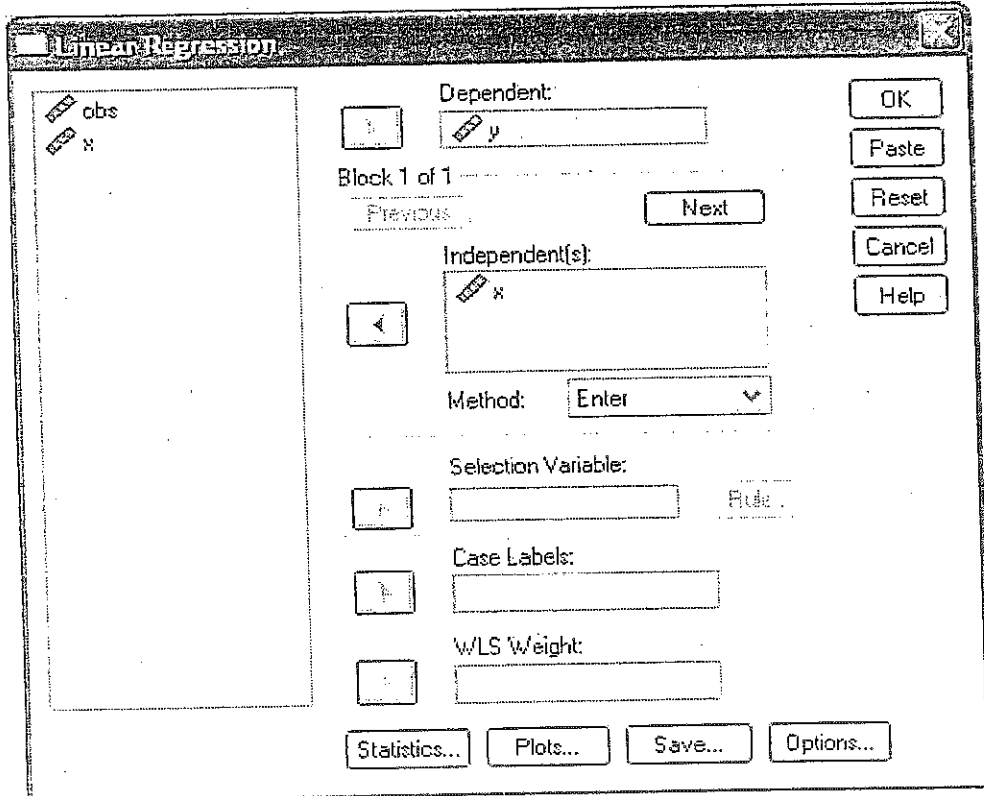 Linear Regression
obs
x
Dependent:
y
Block 1 of 1
Previous
Next
Independent(s):
x
Method: Enter
Selection Variable:
Rule...
Case Labels:
WLS Weight:
Statistics... Plots... Save... Options...
OK
Paste
Reset
Cancel
Help